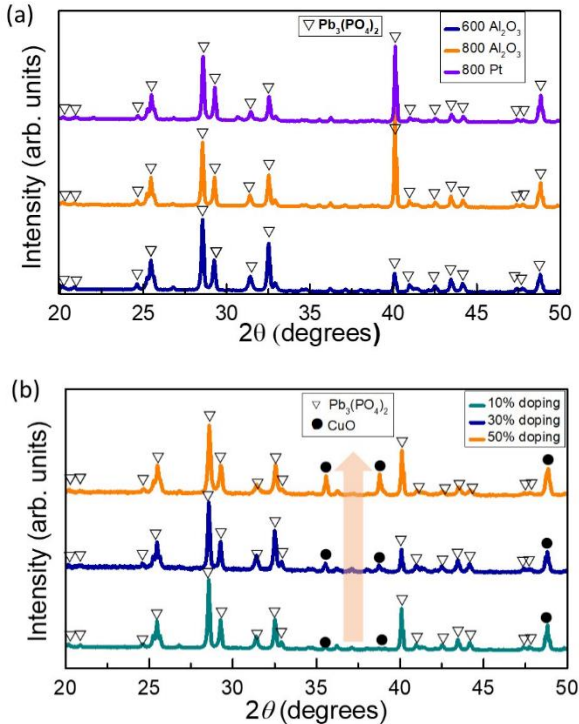 (a)
▽ Pb₃(PO₄)₂
600 Al₂O₃
800 Al₂O₃
800 Pt
Intensity (arb. units)
20 25 30 35 40 45 50
2θ (degrees)
(b)
▽ Pb₃(PO₄)₂
● CuO
10% doping
30% doping
50% doping
Intensity (arb. units)
20 25 30 35 40 45 50
2θ (degrees)